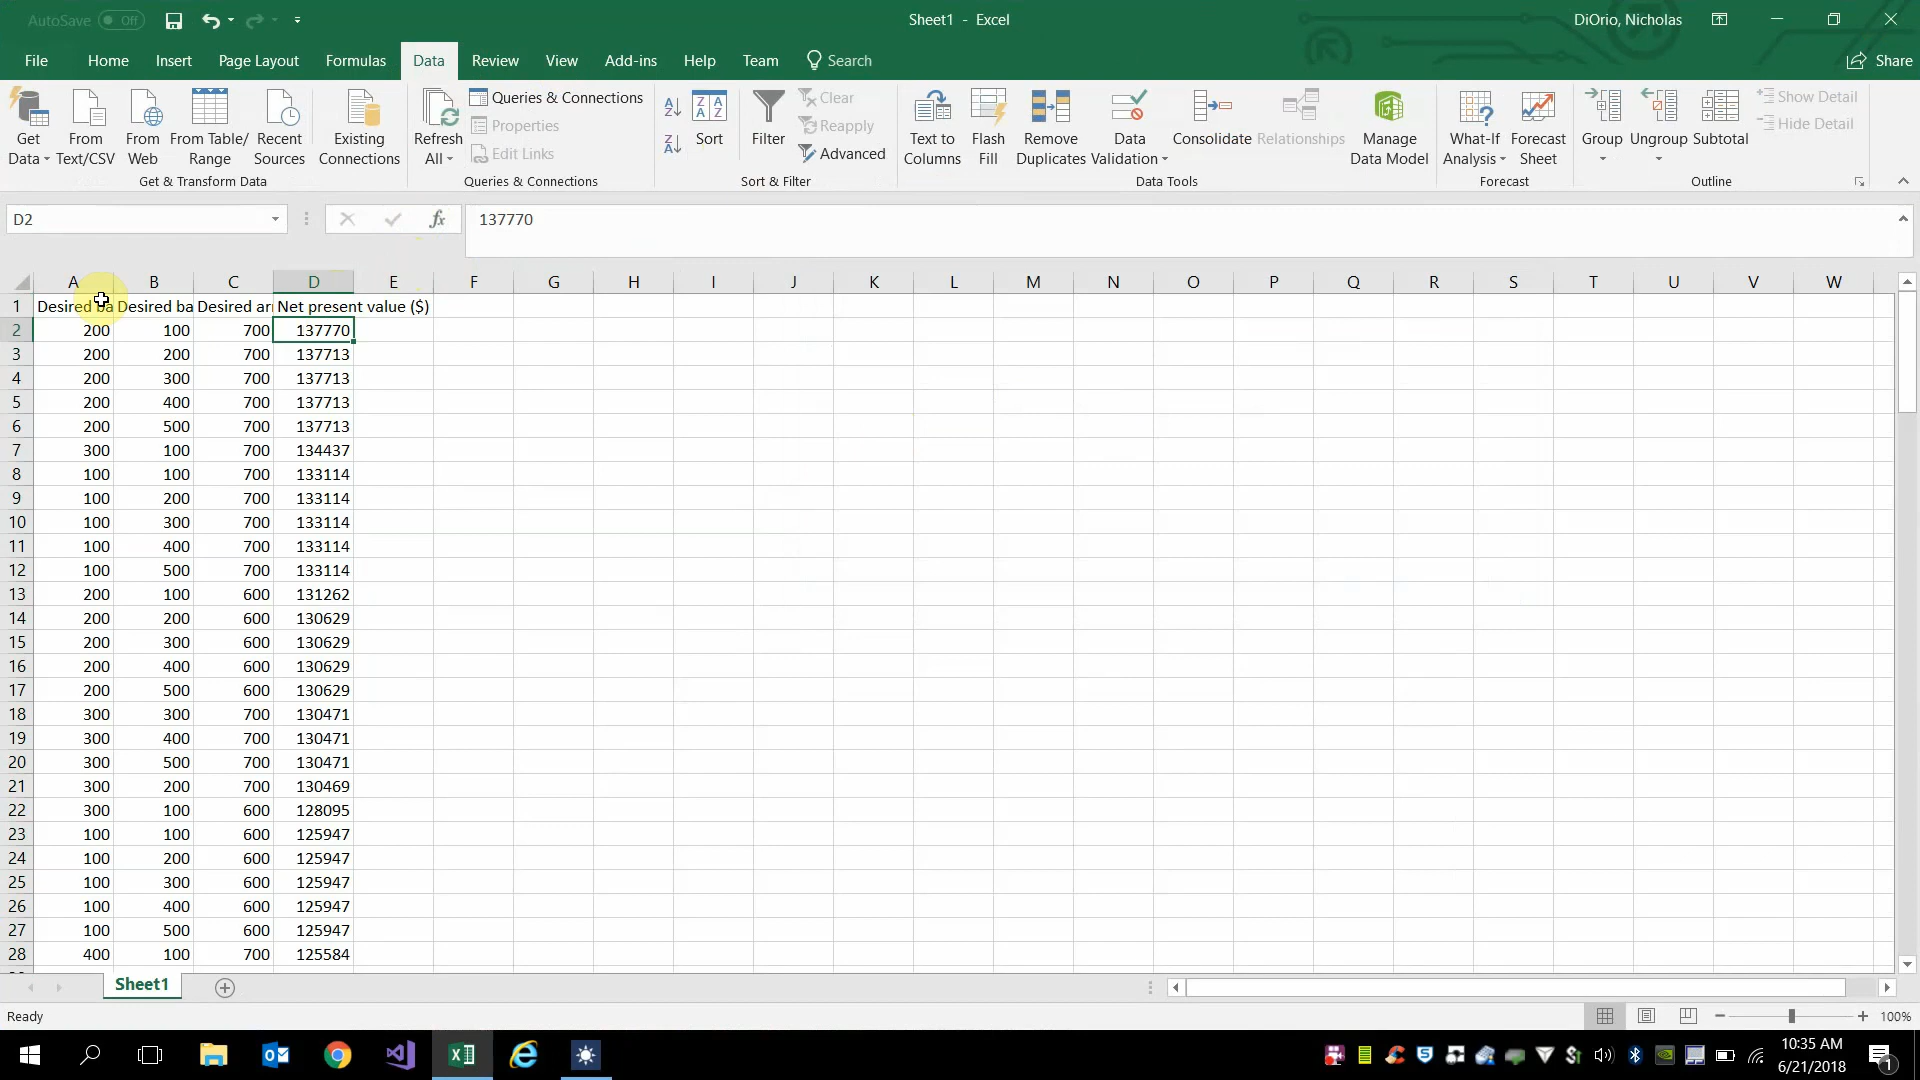 AutoSave Off
Sheet1 - Excel
DiOrio, Nicholas
File Home Insert Page Layout Formulas Data Review View Add-ins Help Team Search
Share
Get Data
From Text/CSV
From Web
From Table/ Range
Recent Sources
Existing Connections
Get & Transform Data
Refresh All
Queries & Connections
Properties
Edit Links
Queries & Connections
Sort
Filter
Clear
Reapply
Advanced
Sort & Filter
Text to Columns
Flash Fill
Remove Duplicates
Data Validation
Consolidate
Relationships
Manage Data Model
Data Tools
What-If Analysis
Forecast Sheet
Forecast
Group
Ungroup
Subtotal
Show Detail
Hide Detail
Outline
D2
fx
137770
A B C D E F G H I J K L M N O P Q R S T U V W
1 Desired ba Desired ba Desired arr Net present value ($)
2 200 100 700 137770
3 200 200 700 137713
4 200 300 700 137713
5 200 400 700 137713
6 200 500 700 137713
7 300 100 700 134437
8 100 100 700 133114
9 100 200 700 133114
10 100 300 700 133114
11 100 400 700 133114
12 100 500 700 133114
13 200 100 600 131262
14 200 200 600 130629
15 200 300 600 130629
16 200 400 600 130629
17 200 500 600 130629
18 300 300 700 130471
19 300 400 700 130471
20 300 500 700 130471
21 300 200 700 130469
22 300 100 600 128095
23 100 100 600 125947
24 100 200 600 125947
25 100 300 600 125947
26 100 400 600 125947
27 100 500 600 125947
28 400 100 700 125584
Sheet1
Ready
100%
10:35 AM
6/21/2018
1